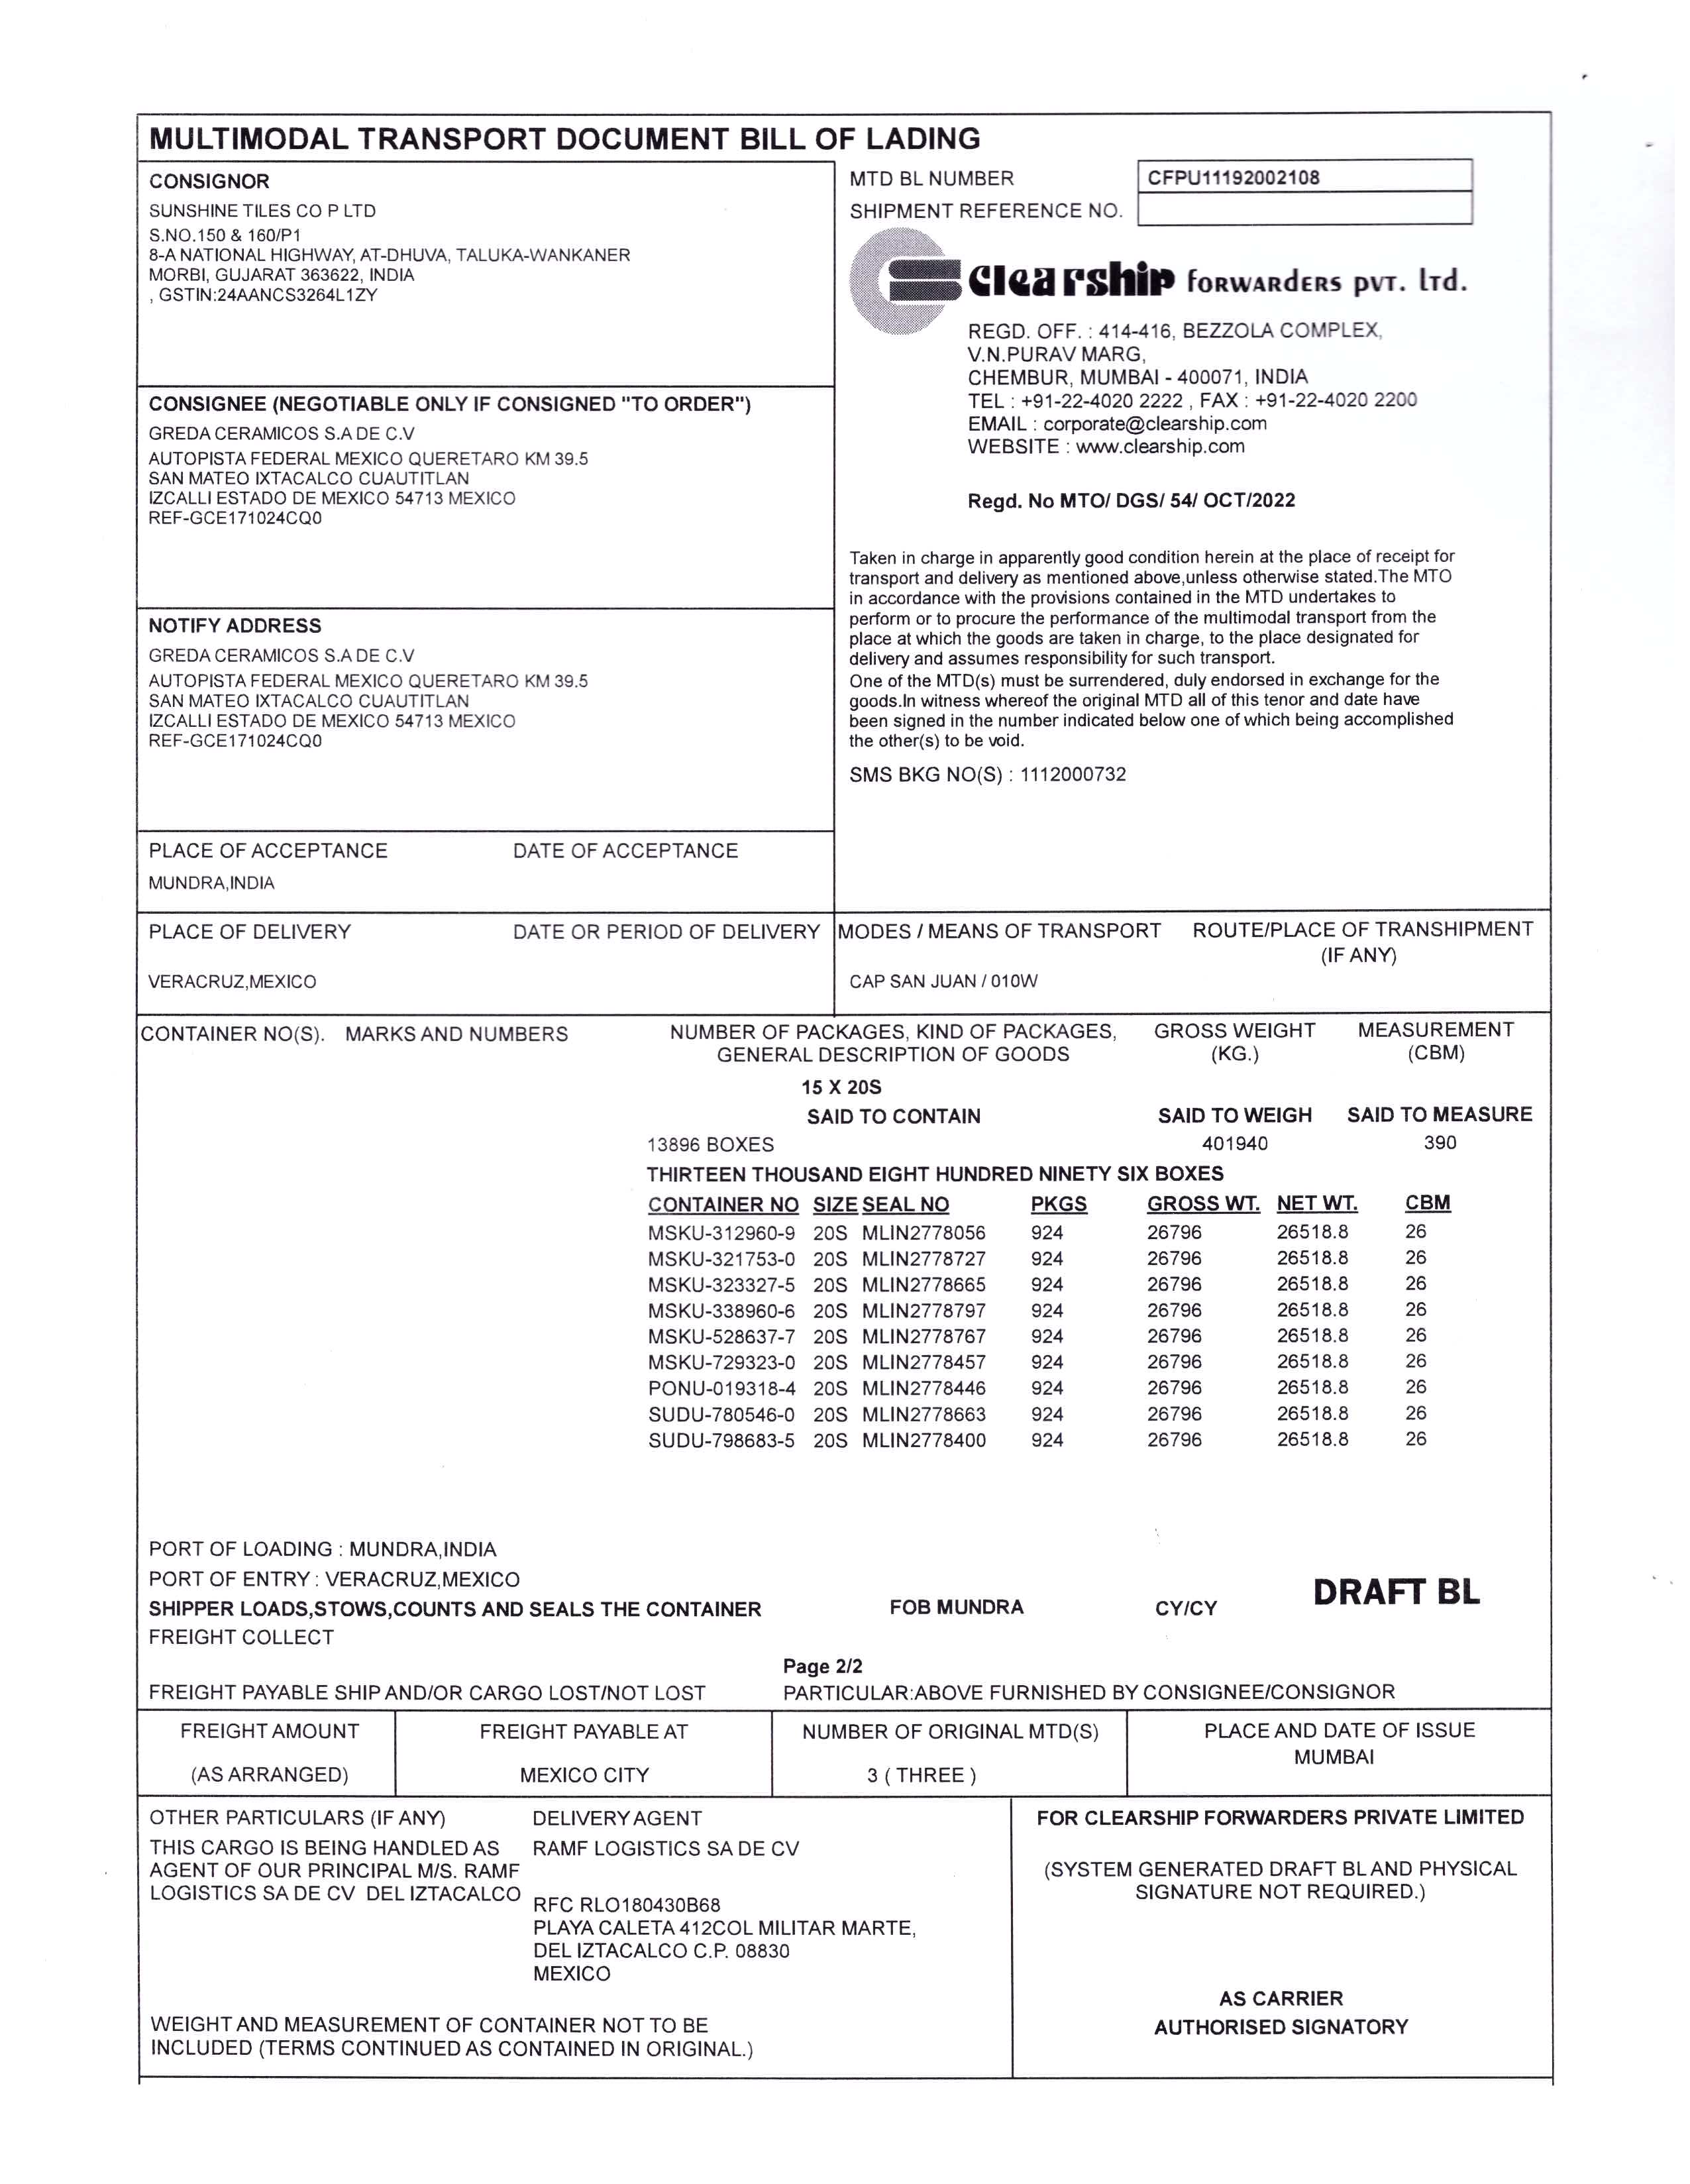 MULTIMODAL TRANSPORT DOCUMENT BILL OF LADING
CONSIGNOR
SUNSHINE TILES CO P LTD
S.NO.150 & 160/P1
8-A NATIONAL HIGHWAY, AT-DHUVA, TALUKA-WANKANER
MORBI, GUJARAT 363622, INDIA
, GSTIN:24AANCS3264L1ZY
MTD BL NUMBER CFPU11192002108
SHIPMENT REFERENCE NO.
clearship forwarders pvt. ltd.
REGD. OFF. : 414-416, BEZZOLA COMPLEX,
V.N.PURAV MARG,
CHEMBUR, MUMBAI - 400071, INDIA
TEL : +91-22-4020 2222 , FAX : +91-22-4020 2200
EMAIL : corporate@clearship.com
WEBSITE : www.clearship.com
Regd. No MTO/ DGS/ 54/ OCT/2022
CONSIGNEE (NEGOTIABLE ONLY IF CONSIGNED "TO ORDER")
GREDA CERAMICOS S.A DE C.V
AUTOPISTA FEDERAL MEXICO QUERETARO KM 39.5
SAN MATEO IXTACALCO CUAUTITLAN
IZCALLI ESTADO DE MEXICO 54713 MEXICO
REF-GCE171024CQ0
Taken in charge in apparently good condition herein at the place of receipt for
transport and delivery as mentioned above,unless otherwise stated.The MTO
in accordance with the provisions contained in the MTD undertakes to
perform or to procure the performance of the multimodal transport from the
place at which the goods are taken in charge, to the place designated for
delivery and assumes responsibility for such transport.
One of the MTD(s) must be surrendered, duly endorsed in exchange for the
goods.In witness whereof the original MTD all of this tenor and date have
been signed in the number indicated below one of which being accomplished
the other(s) to be void.
SMS BKG NO(S) : 1112000732
NOTIFY ADDRESS
GREDA CERAMICOS S.A DE C.V
AUTOPISTA FEDERAL MEXICO QUERETARO KM 39.5
SAN MATEO IXTACALCO CUAUTITLAN
IZCALLI ESTADO DE MEXICO 54713 MEXICO
REF-GCE171024CQ0
PLACE OF ACCEPTANCE DATE OF ACCEPTANCE
MUNDRA,INDIA
PLACE OF DELIVERY DATE OR PERIOD OF DELIVERY MODES / MEANS OF TRANSPORT ROUTE/PLACE OF TRANSHIPMENT
(IF ANY)
VERACRUZ,MEXICO CAP SAN JUAN / 010W
CONTAINER NO(S). MARKS AND NUMBERS NUMBER OF PACKAGES, KIND OF PACKAGES, GROSS WEIGHT MEASUREMENT
GENERAL DESCRIPTION OF GOODS (KG.) (CBM)
15 X 20S
SAID TO CONTAIN SAID TO WEIGH SAID TO MEASURE
13896 BOXES 401940 390
THIRTEEN THOUSAND EIGHT HUNDRED NINETY SIX BOXES
CONTAINER NO SIZE SEAL NO PKGS GROSS WT. NET WT. CBM
MSKU-312960-9 20S MLIN2778056 924 26796 26518.8 26
MSKU-321753-0 20S MLIN2778727 924 26796 26518.8 26
MSKU-323327-5 20S MLIN2778665 924 26796 26518.8 26
MSKU-338960-6 20S MLIN2778797 924 26796 26518.8 26
MSKU-528637-7 20S MLIN2778767 924 26796 26518.8 26
MSKU-729323-0 20S MLIN2778457 924 26796 26518.8 26
PONU-019318-4 20S MLIN2778446 924 26796 26518.8 26
SUDU-780546-0 20S MLIN2778663 924 26796 26518.8 26
SUDU-798683-5 20S MLIN2778400 924 26796 26518.8 26
PORT OF LOADING : MUNDRA,INDIA
PORT OF ENTRY : VERACRUZ,MEXICO
DRAFT BL
SHIPPER LOADS,STOWS,COUNTS AND SEALS THE CONTAINER FOB MUNDRA CY/CY
FREIGHT COLLECT
Page 2/2
FREIGHT PAYABLE SHIP AND/OR CARGO LOST/NOT LOST PARTICULAR:ABOVE FURNISHED BY CONSIGNEE/CONSIGNOR
FREIGHT AMOUNT FREIGHT PAYABLE AT NUMBER OF ORIGINAL MTD(S) PLACE AND DATE OF ISSUE
MUMBAI
(AS ARRANGED) MEXICO CITY 3 ( THREE )
OTHER PARTICULARS (IF ANY) DELIVERY AGENT
THIS CARGO IS BEING HANDLED AS RAMF LOGISTICS SA DE CV
AGENT OF OUR PRINCIPAL M/S. RAMF
LOGISTICS SA DE CV DEL IZTACALCO
RFC RLO180430B68
PLAYA CALETA 412COL MILITAR MARTE,
DEL IZTACALCO C.P. 08830
MEXICO
WEIGHT AND MEASUREMENT OF CONTAINER NOT TO BE
INCLUDED (TERMS CONTINUED AS CONTAINED IN ORIGINAL.)
FOR CLEARSHIP FORWARDERS PRIVATE LIMITED
(SYSTEM GENERATED DRAFT BL AND PHYSICAL
SIGNATURE NOT REQUIRED.)
AS CARRIER
AUTHORISED SIGNATORY